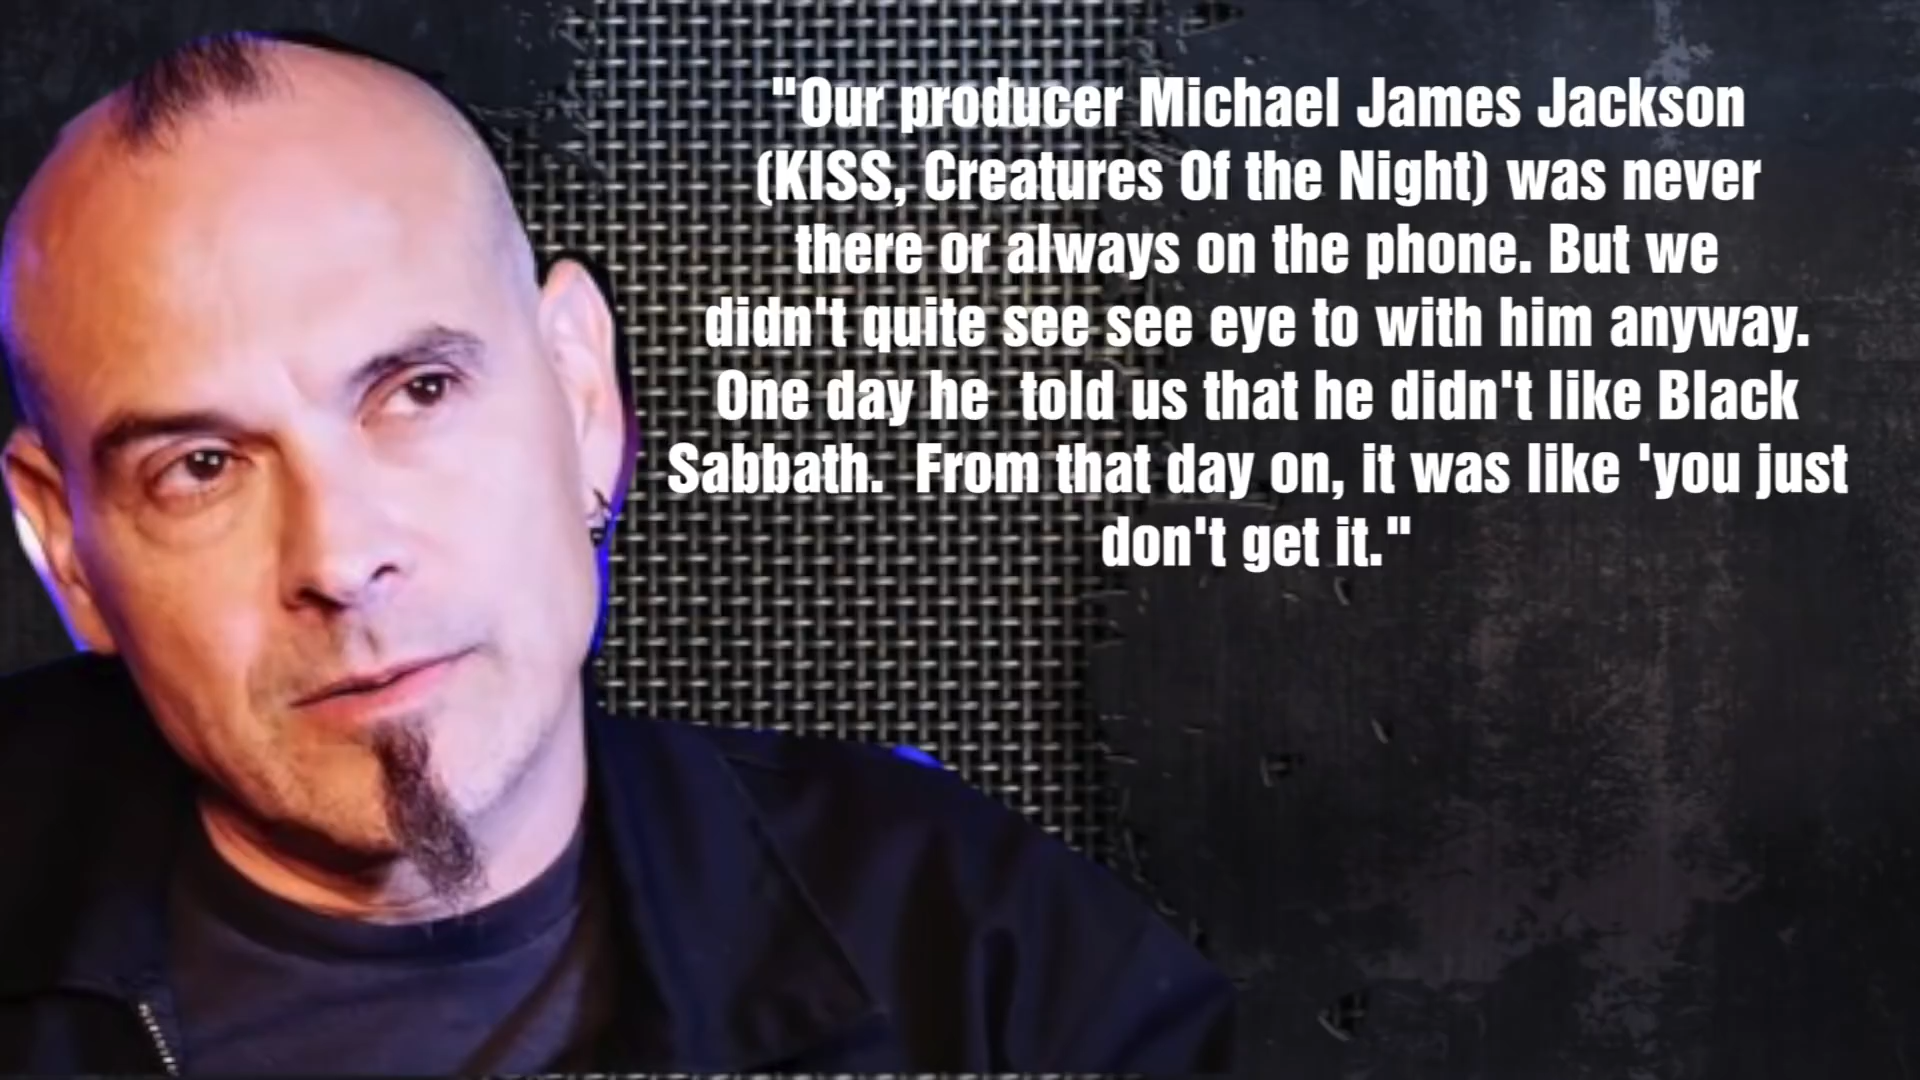 "Our producer Michael James Jackson
(KISS, Creatures Of the Night) was never
there or always on the phone. But we
didn't quite see see eye to with him anyway.
One day he  told us that he didn't like Black
Sabbath.  From that day on, it was like 'you just
don't get it."